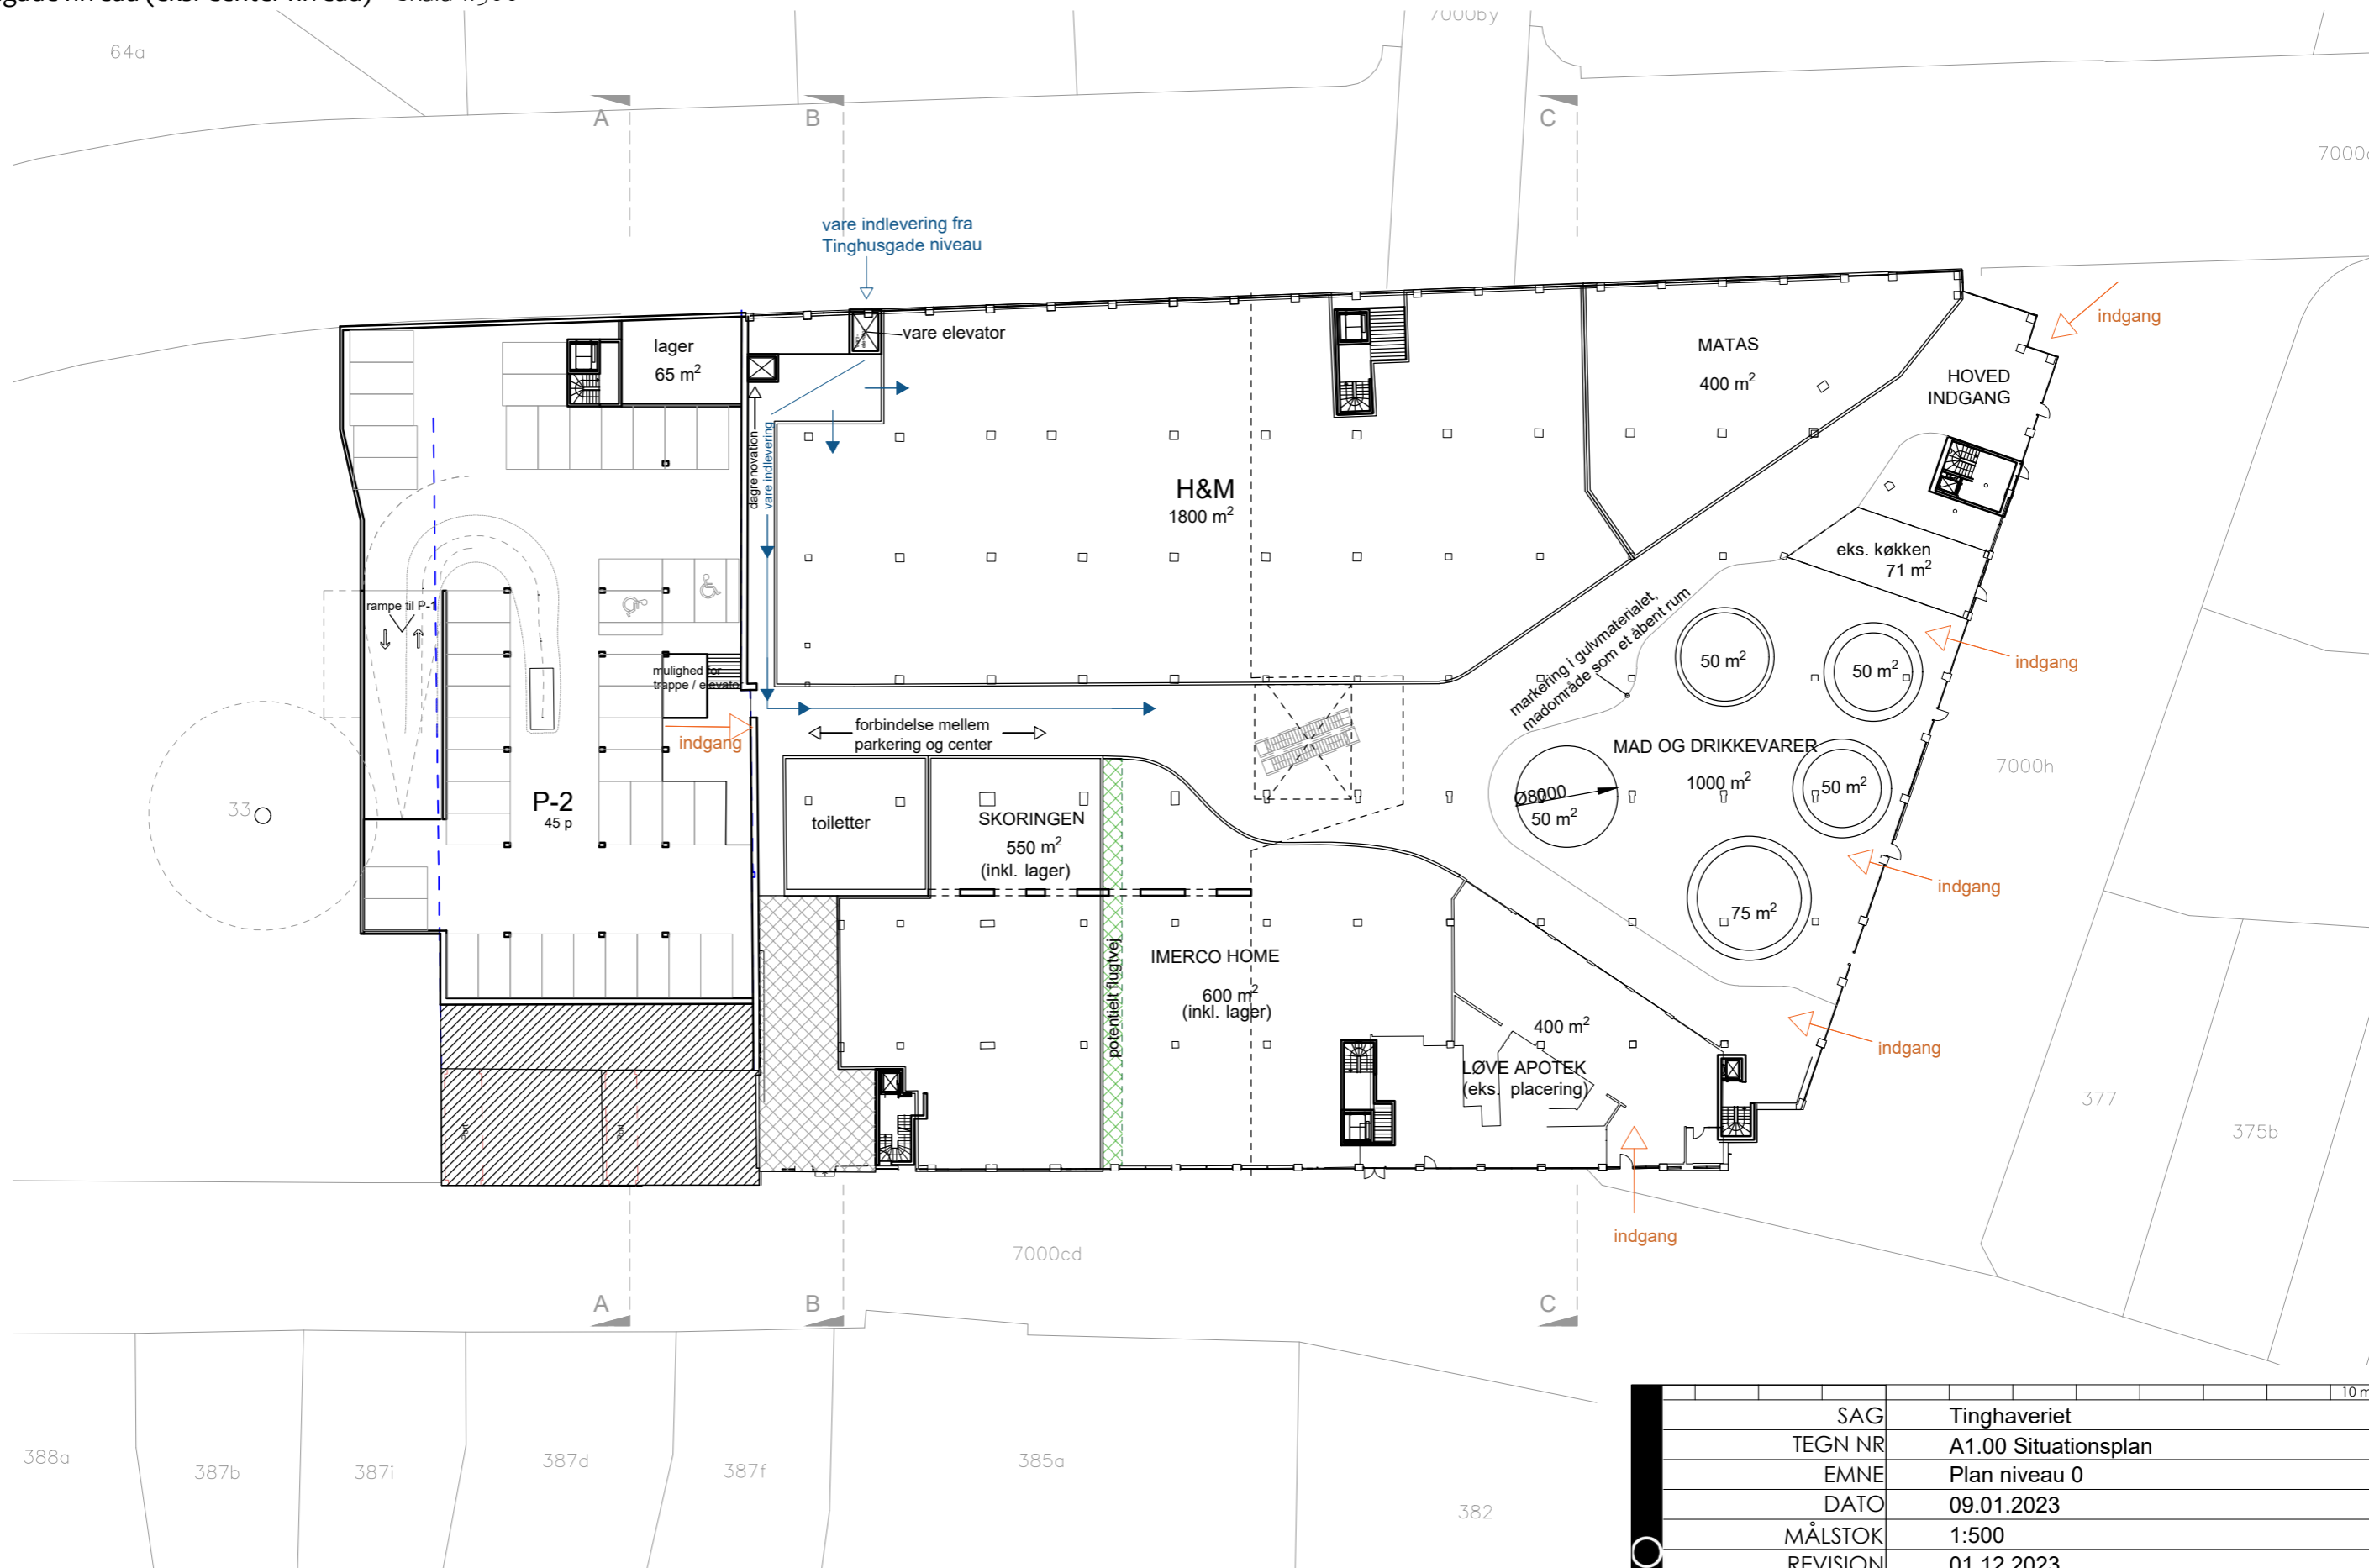 64a
7000by
A
B
C
vare indlevering fra
Tinghusgade niveau
vare elevator
indgang
lager
65 m²
MATAS
400 m²
HOVED
INDGANG
dagrenovation
vare indlevering
H&M
1800 m²
eks. køkken
71 m²
rampe til P-1
markering i gulvmaterialet,
madområde som et åbent rum
50 m²
50 m²
indgang
mulighed for
trappe / elevator
indgang
forbindelse mellem
parkering og center
MAD OG DRIKKEVARER
1000 m²
7000h
50 m²
Ø8000
50 m²
33
P-2
45 p
toiletter
SKORINGEN
550 m²
(inkl. lager)
indgang
75 m²
potentielt flugtvej
IMERCO HOME
600 m²
(inkl. lager)
400 m²
LØVE APOTEK
(eks. placering)
indgang
377
375b
Port
Port
indgang
7000cd
A
B
C
388a
387b
387i
387d
387f
385a
382
10 m
SAG Tinghaveriet
TEGN NR A1.00 Situationsplan
EMNE Plan niveau 0
DATO 09.01.2023
MÅLSTOK 1:500
REVISION 01.12.2023